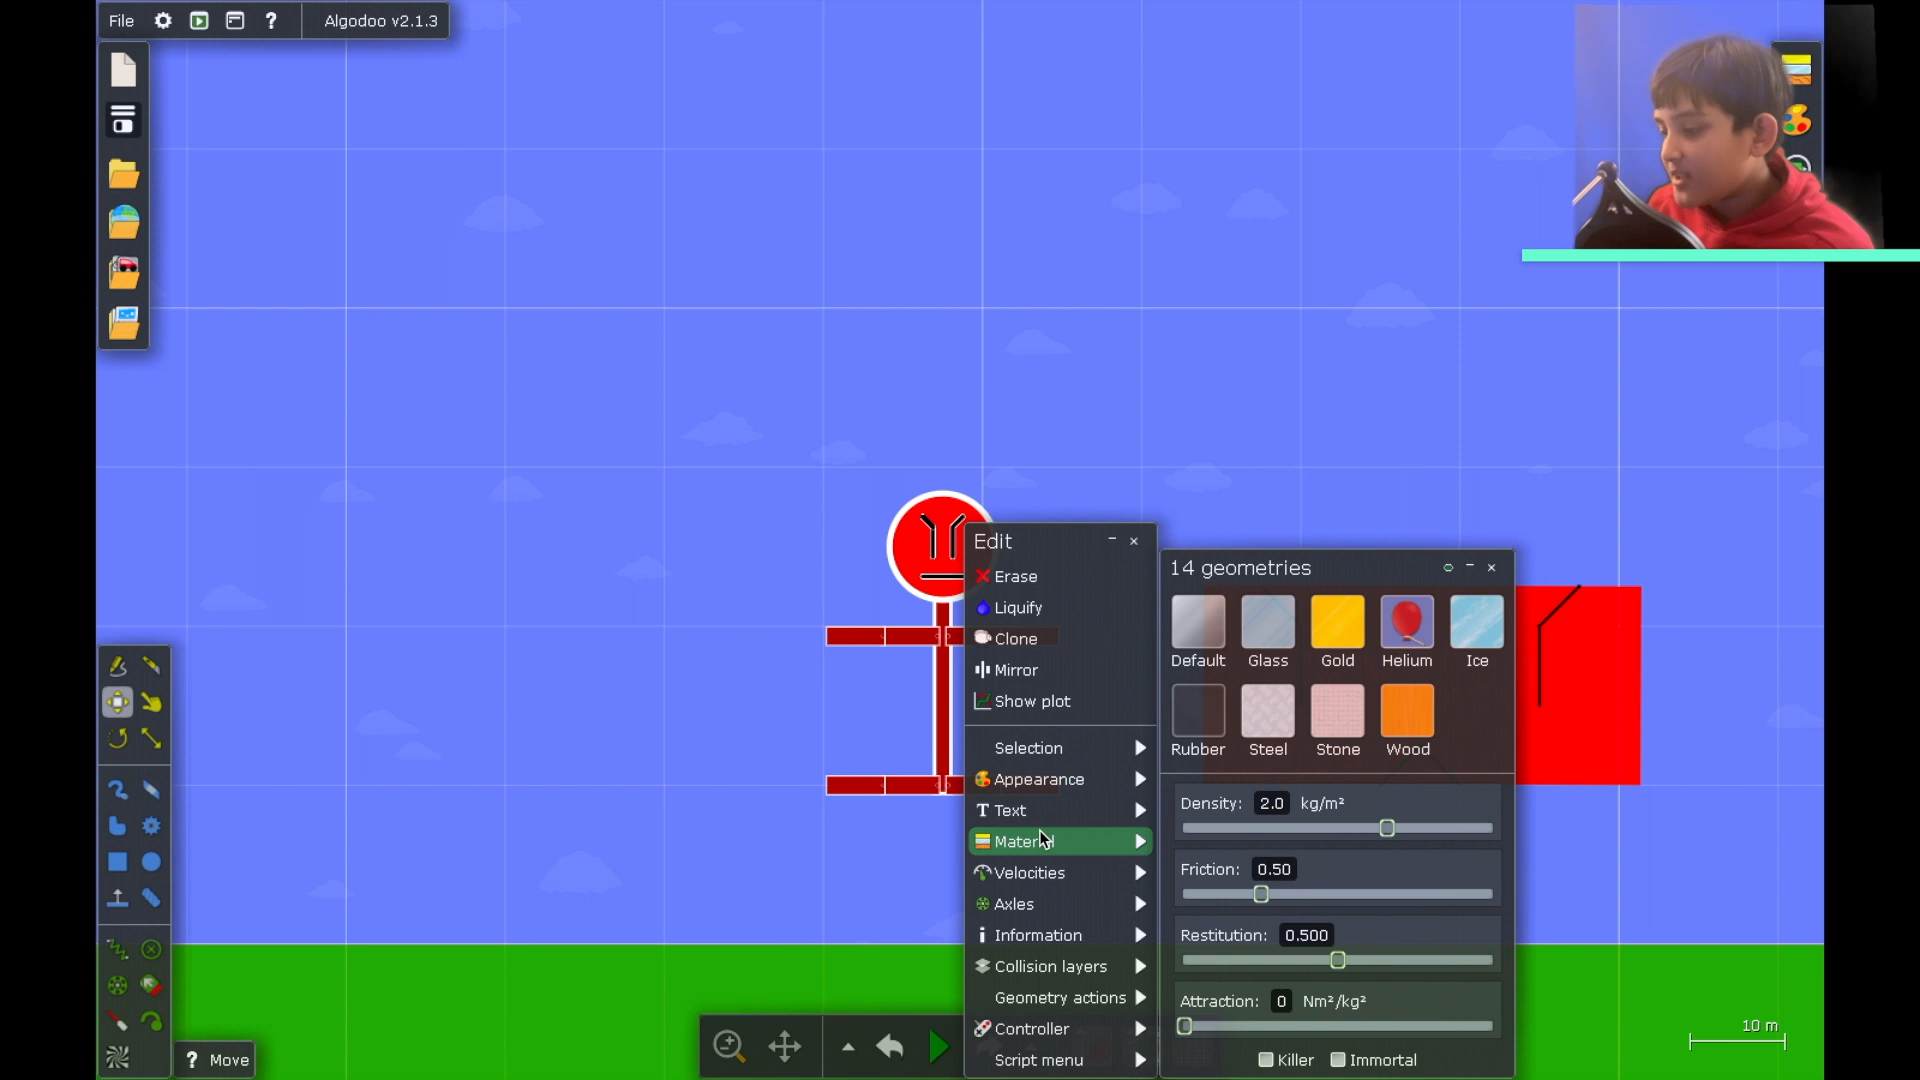 File ? Algodoo v2.1.3
Edit
Erase
Liquify
Clone
Mirror
Show plot
Selection
Appearance
T Text
Material
Velocities
Axles
Information
Collision layers
Geometry actions
Controller
Script menu
14 geometries
Default Glass Gold Helium Ice
Rubber Steel Stone Wood
Density: 2.0 kg/m²
Friction: 0.50
Restitution: 0.500
Attraction: 0 Nm²/kg²
Killer Immortal
? Move
10 m